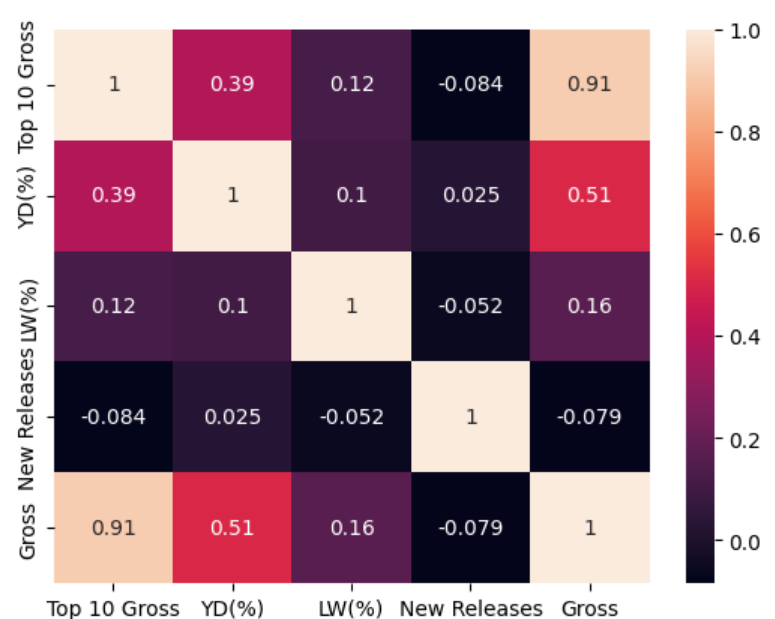 Top 10 Gross
1 0.39 0.12 -0.084 0.91
YD(%)
0.39 1 0.1 0.025 0.51
LW(%)
0.12 0.1 1 -0.052 0.16
New Releases
-0.084 0.025 -0.052 1 -0.079
Gross
0.91 0.51 0.16 -0.079 1
Top 10 Gross YD(%) LW(%) New Releases Gross
1.0
0.8
0.6
0.4
0.2
0.0